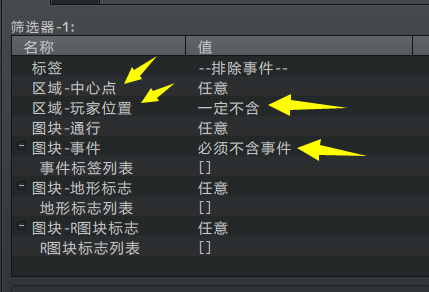 筛选器-1:
名称 值
标签 --排除事件--
区域-中心点 任意
区域-玩家位置 一定不含
图块-通行 任意
图块-事件 必须不含事件
事件标签列表 []
图块-地形标志 任意
地形标志列表 []
图块-R图块标志 任意
R图块标志列表 []